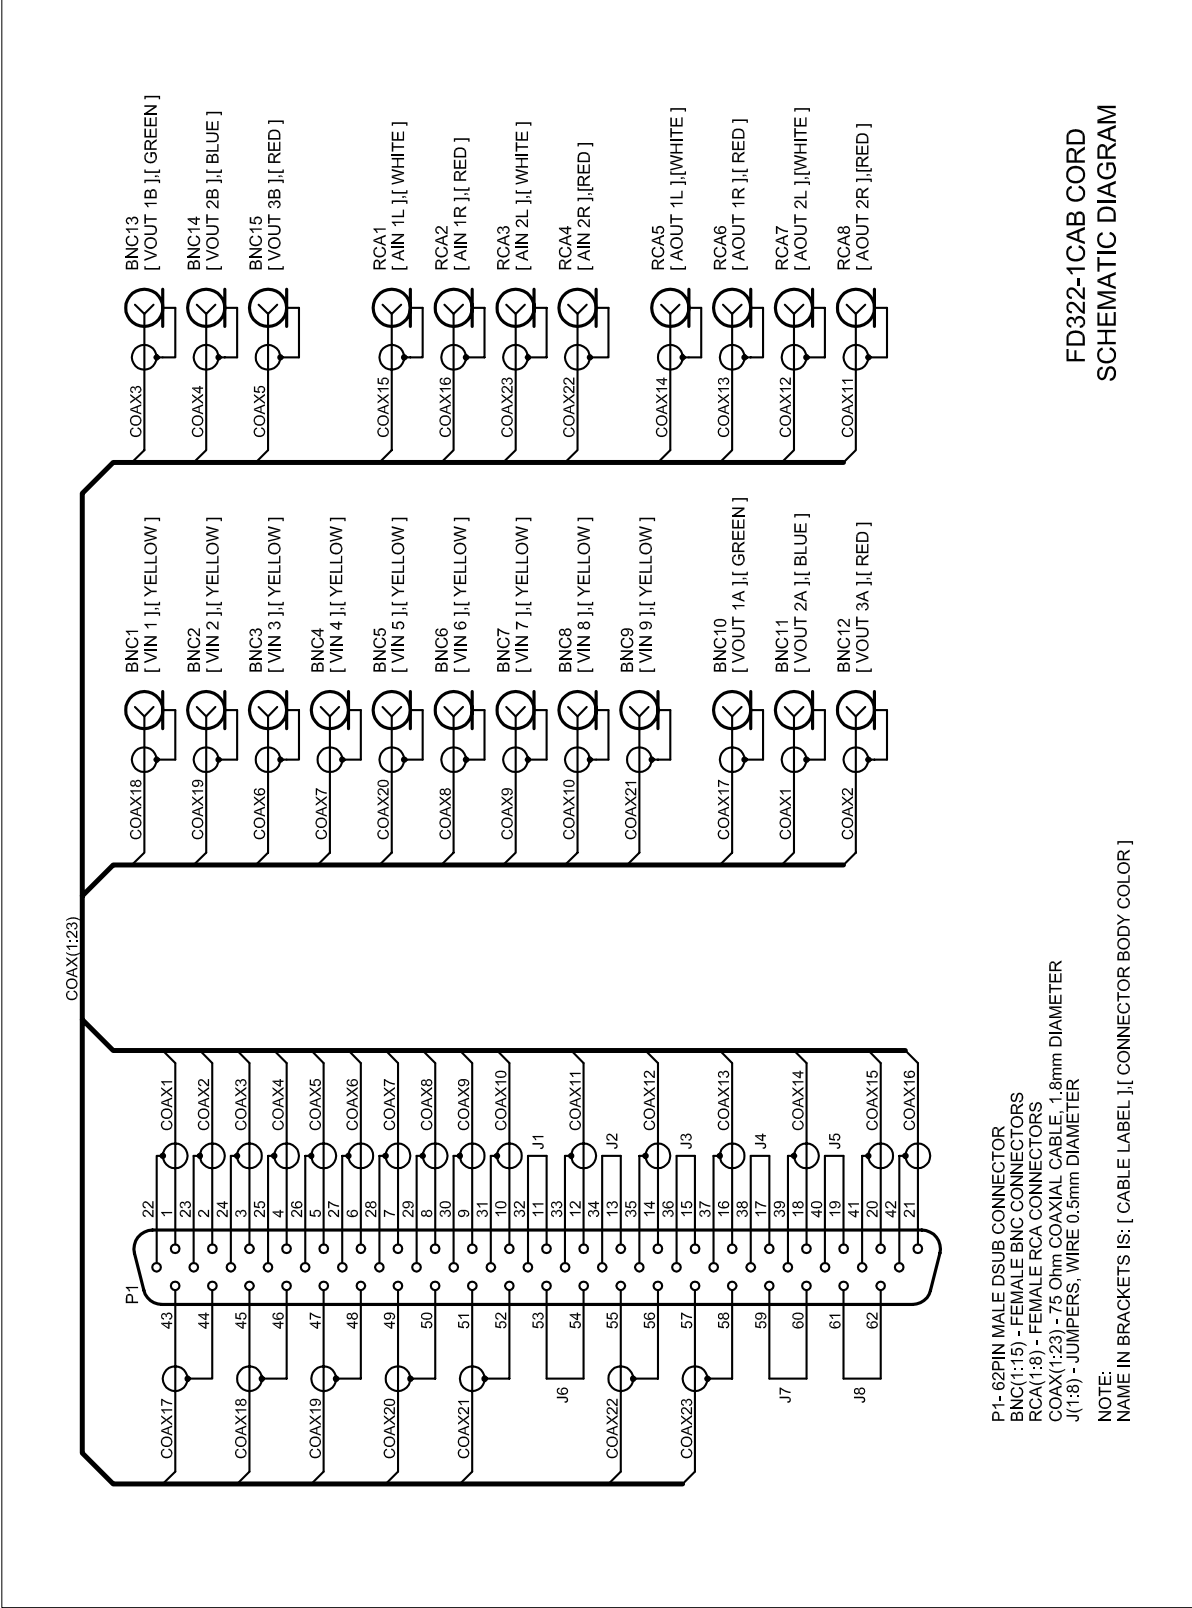 COAX(1:23)
BNC13
[ VOUT 1B ],[ GREEN ]
COAX3
BNC14
[ VOUT 2B ],[ BLUE ]
COAX4
BNC15
[ VOUT 3B ],[ RED ]
COAX5
RCA1
[ AIN 1L ],[ WHITE ]
COAX15
RCA2
[ AIN 1R ],[ RED ]
COAX16
RCA3
[ AIN 2L ],[ WHITE ]
COAX23
RCA4
[ AIN 2R ],[RED ]
COAX22
RCA5
[ AOUT 1L ],[WHITE ]
COAX14
RCA6
[ AOUT 1R ],[ RED ]
COAX13
RCA7
[ AOUT 2L ],[WHITE ]
COAX12
RCA8
[ AOUT 2R ],[RED ]
COAX11
BNC1
[ VIN 1 ],[ YELLOW ]
COAX18
BNC2
[ VIN 2 ],[ YELLOW ]
COAX19
BNC3
[ VIN 3 ],[ YELLOW ]
COAX6
BNC4
[ VIN 4 ],[ YELLOW ]
COAX7
BNC5
[ VIN 5 ],[ YELLOW ]
COAX20
BNC6
[ VIN 6 ],[ YELLOW ]
COAX8
BNC7
[ VIN 7 ],[ YELLOW ]
COAX9
BNC8
[ VIN 8 ],[ YELLOW ]
COAX10
BNC9
[ VIN 9 ],[ YELLOW ]
COAX21
BNC10
[ VOUT 1A ],[ GREEN ]
COAX17
BNC11
[ VOUT 2A ],[ BLUE ]
COAX1
BNC12
[ VOUT 3A ],[ RED ]
COAX2
COAX1
COAX2
COAX3
COAX4
COAX5
COAX6
COAX7
COAX8
COAX9
COAX10
COAX11
COAX12
COAX13
COAX14
COAX15
COAX16
J1
J2
J3
J4
J5
22
1
23
2
24
3
25
4
26
5
27
6
28
7
29
8
30
9
31
10
32
11
33
12
34
13
35
14
36
15
37
16
38
17
39
18
40
19
41
20
42
21
P1
43
44
45
46
47
48
49
50
51
52
53
54
55
56
57
58
59
60
61
62
J6
J7
J8
COAX17
COAX18
COAX19
COAX20
COAX21
COAX22
COAX23
P1- 62PIN MALE DSUB CONNECTOR
BNC(1:15) - FEMALE BNC CONNECTORS
RCA(1:8) - FEMALE RCA CONNECTORS
COAX(1:23) - 75 Ohm COAXIAL CABLE, 1.8mm DIAMETER
J(1:8) - JUMPERS, WIRE 0.5mm DIAMETER
NOTE:
NAME IN BRACKETS IS: [ CABLE LABEL ],[ CONNECTOR BODY COLOR ]
FD322-1CAB CORD
SCHEMATIC DIAGRAM